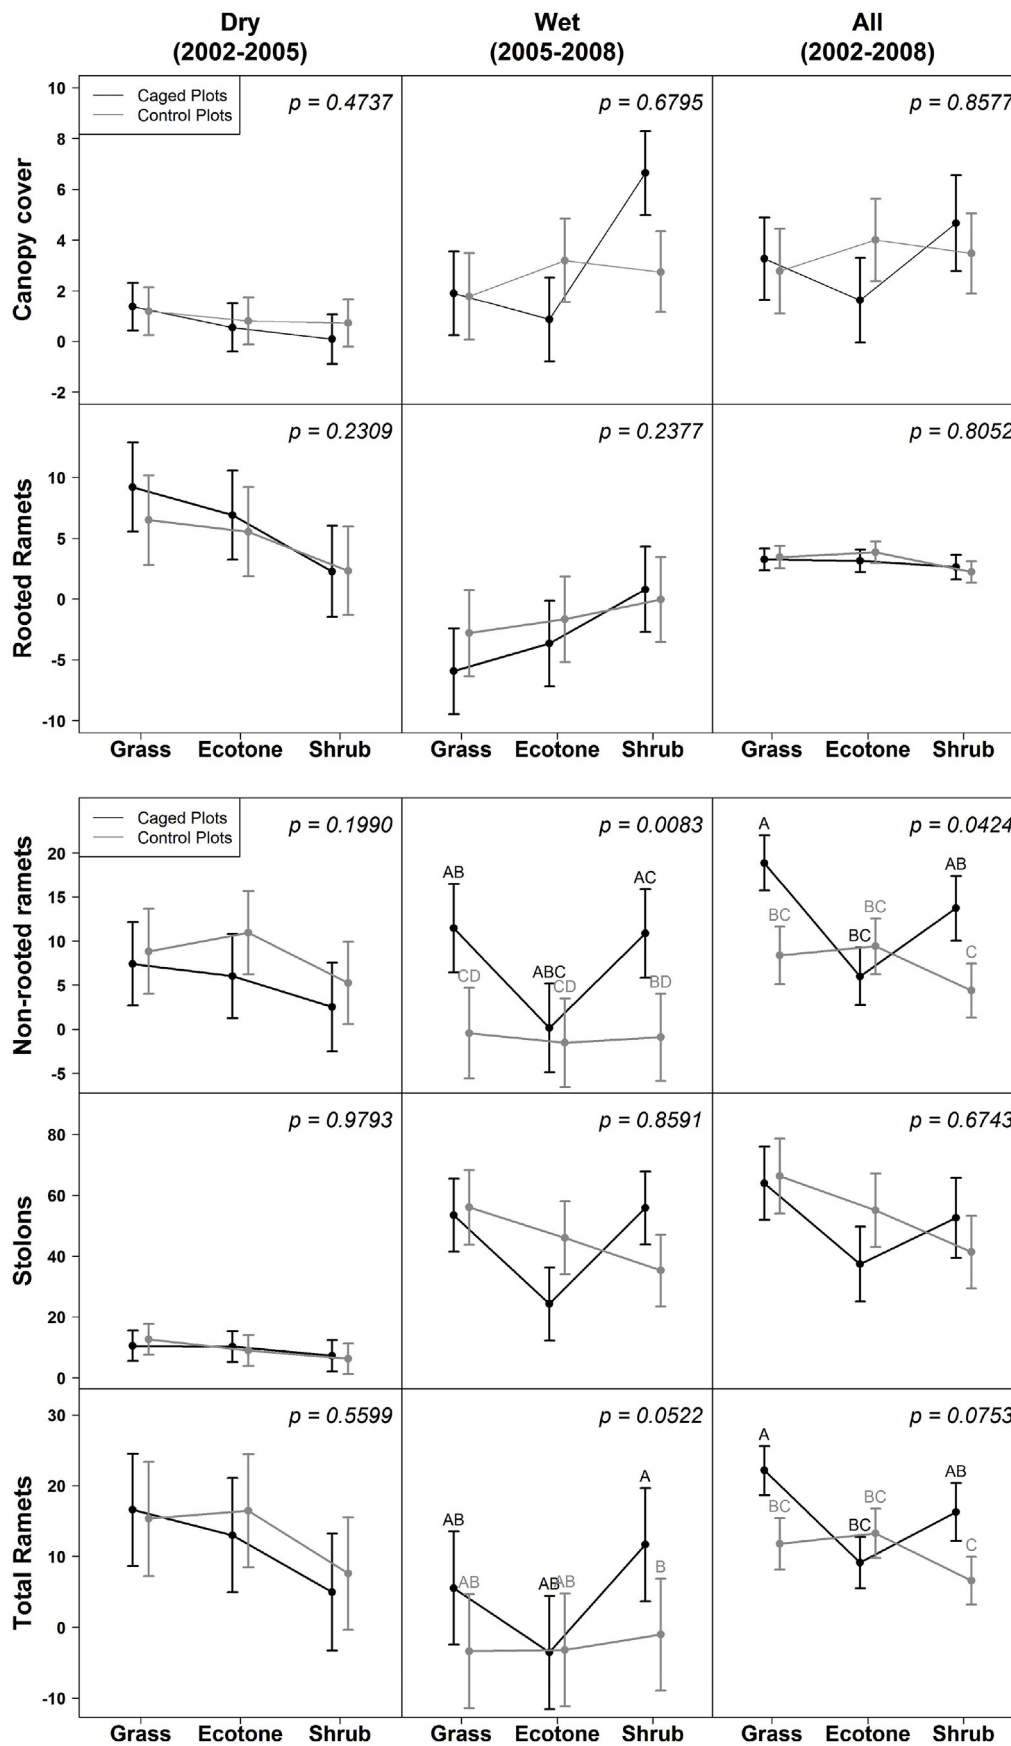 Dry Wet All
(2002-2005) (2005-2008) (2002-2008)
Canopy cover
10
8
6
4
2
0
-2
Caged Plots
Control Plots
p = 0.4737 p = 0.6795 p = 0.8577
Rooted Ramets
10
5
0
-5
-10
p = 0.2309 p = 0.2377 p = 0.8052
Grass Ecotone Shrub Grass Ecotone Shrub Grass Ecotone Shrub
Non-rooted ramets
20
15
10
5
0
-5
Caged Plots
Control Plots
p = 0.1990 p = 0.0083 p = 0.0424
AB CD ABC CD AC BD
A BC BC BC AB C
Stolons
80
60
40
20
0
p = 0.9793 p = 0.8591 p = 0.6743
Total Ramets
30
20
10
0
-10
p = 0.5599 p = 0.0522 p = 0.0753
AB AB AB AB A B
A BC BC BC AB C
Grass Ecotone Shrub Grass Ecotone Shrub Grass Ecotone Shrub